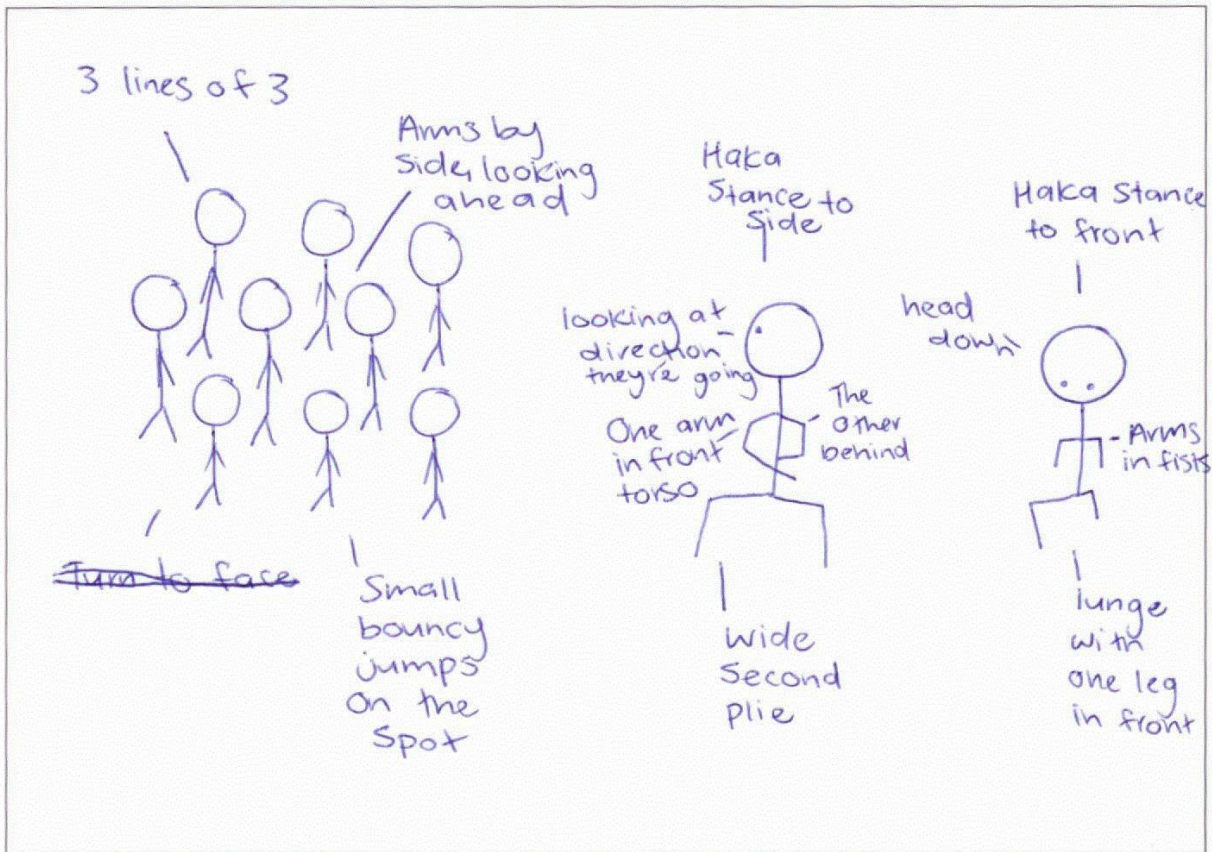 3 lines of 3
Arms by
side, looking
ahead
Turn to face
Small
bouncy
jumps
on the
spot
Haka
Stance to
Side
looking at
direction
they're going
One arm
in front
torso
The
other
behind
wide
second
plie
Haka Stance
to front
head
down
Arms
in fists
lunge
with
one leg
in front